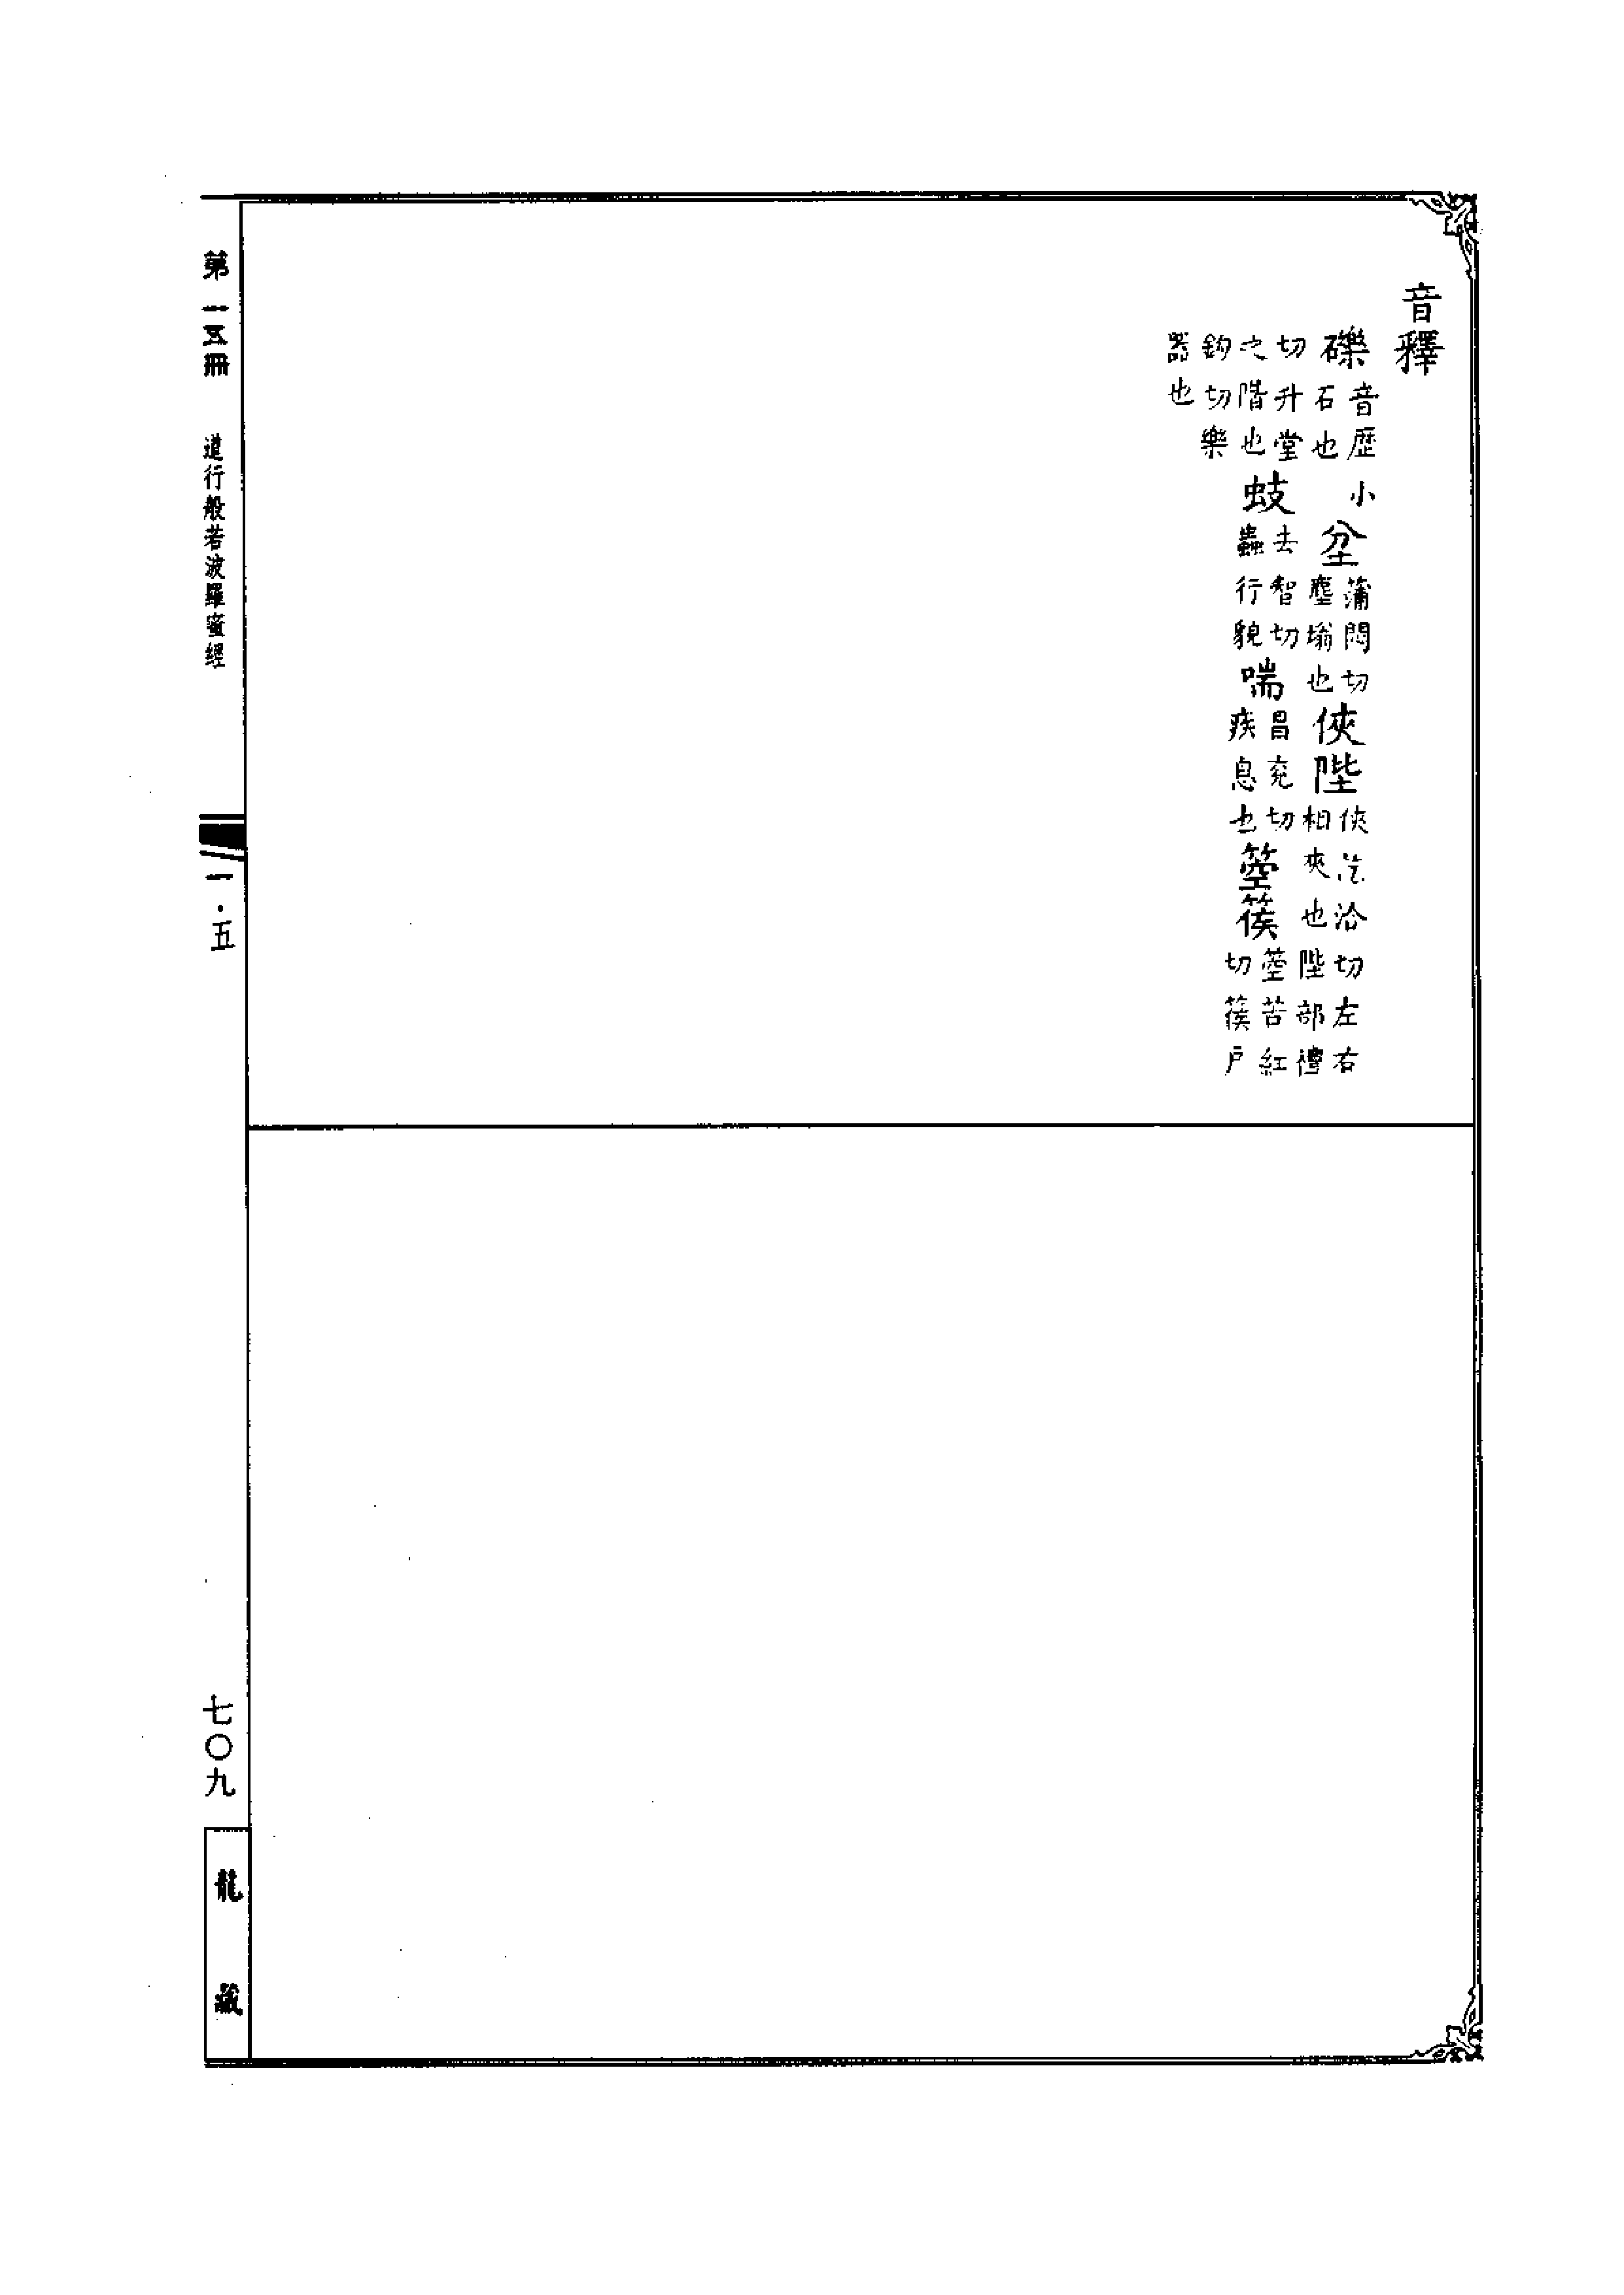 音釋
礫音歷小石也坌蒲悶切塵塕也俠陛俠訖洽切左右相夾也陛部禮
切升堂之階也蚑去智切蟲行貌喘昌兖切疾息也箜篌箜苦紅切篌戶
鈎切樂器也
第一五冊 道行般若波羅蜜經
一·五
七〇九
龍藏